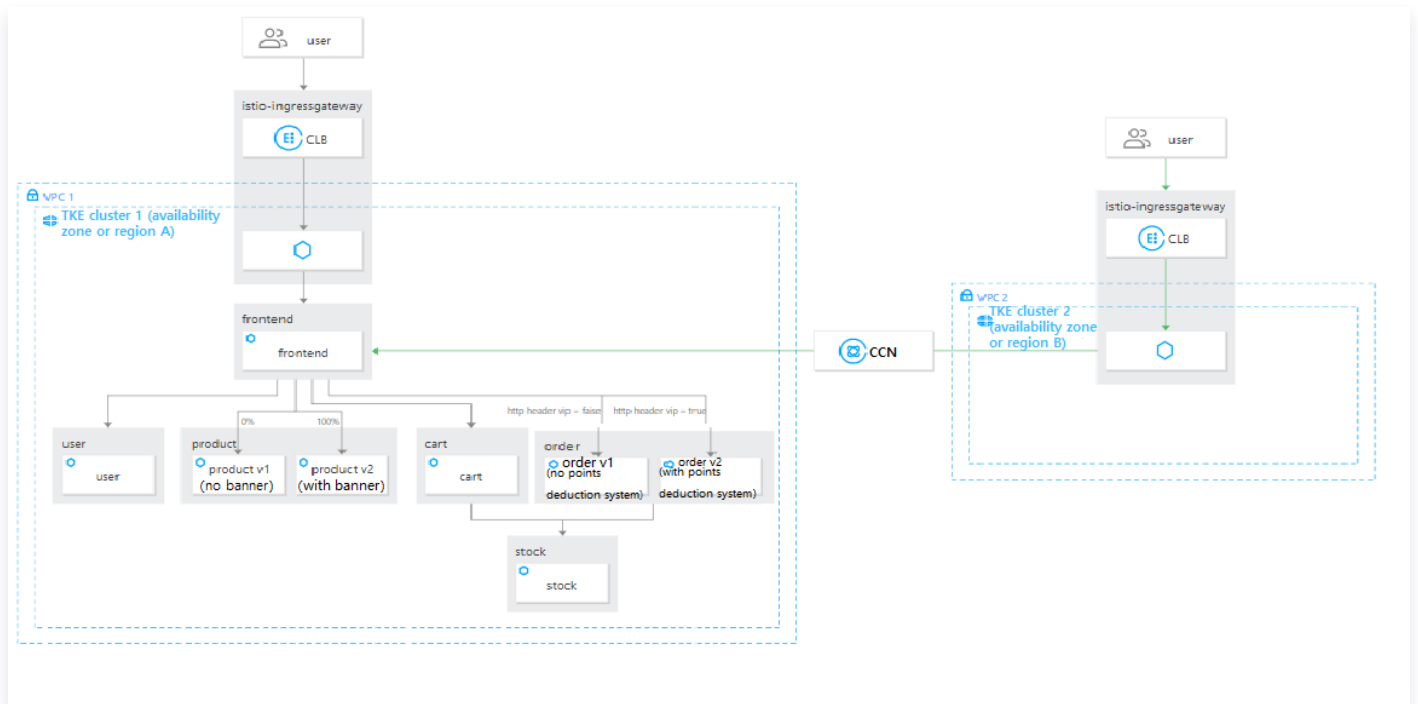 user
istio-ingressgateway
CLB
VPC 1
TKE cluster 1 (availability
zone or region A)
frontend
frontend
user
istio-ingressgateway
CLB
VPC 2
TKE cluster 2
(availability zone
or region B)
CCN
0%
100%
http header vip = false
http header vip = true
user
user
product
product v1
(no banner)
product v2
(with banner)
cart
cart
order
order v1
(no points
deduction system)
order v2
(with points
deduction system)
stock
stock